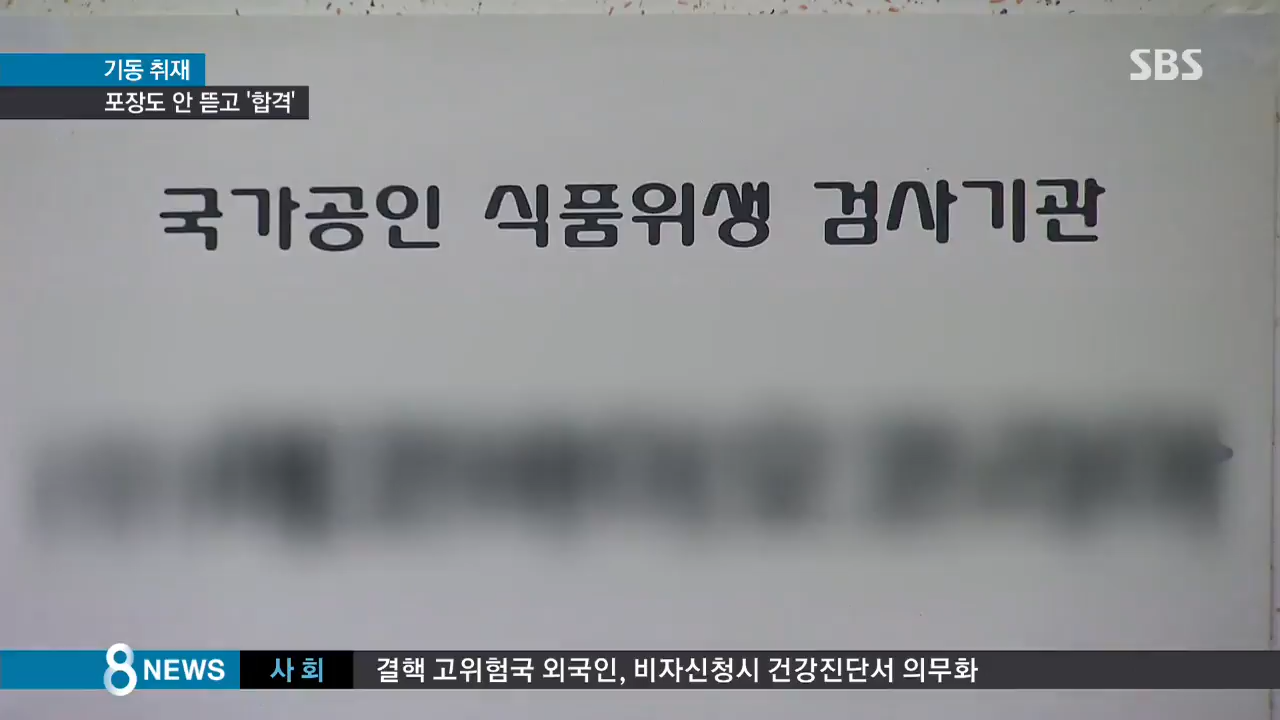 기동 취재
SBS
포장도 안 뜯고 '합격'
국가공인 식품위생 검사기관
8 NEWS 사회 결핵 고위험국 외국인, 비자신청시 건강진단서 의무화